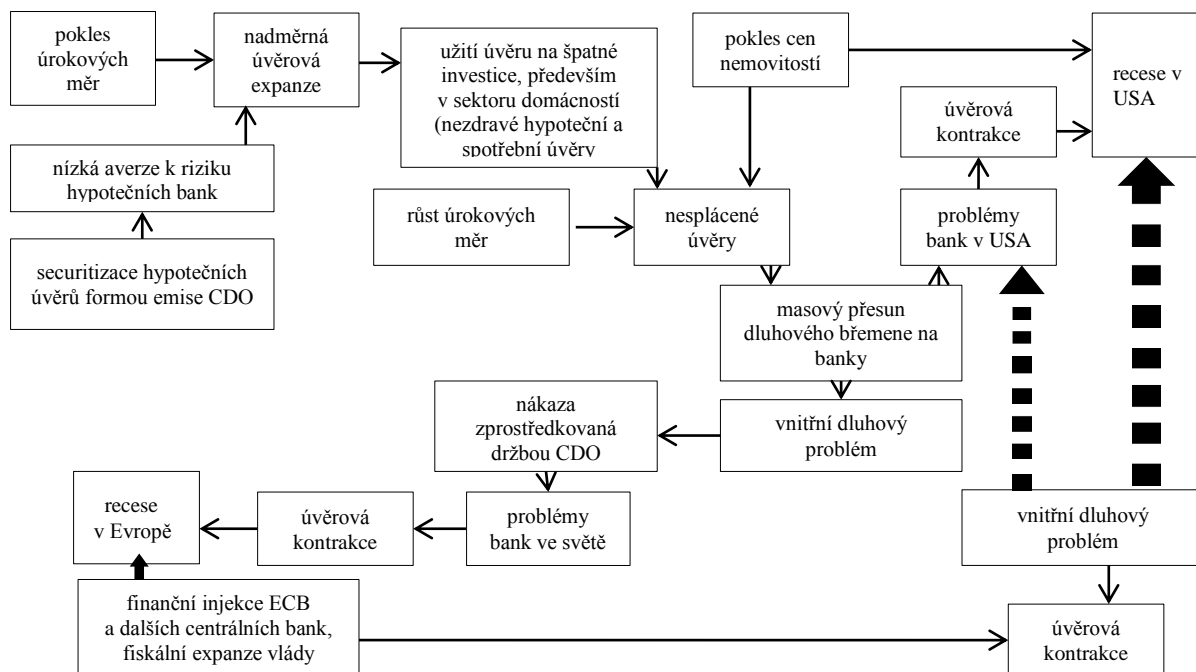 pokles
úrokových
měr
nadměrná
úvěrová
expanze
užití úvěru na špatné
investice, především
v sektoru domácností
(nezdravé hypoteční a
spotřební úvěry
pokles cen
nemovitostí
recese v
USA
úvěrová
kontrakce
nízká averze k riziku
hypotečních bank
růst úrokových
měr
nesplácené
úvěry
problémy
bank v USA
securitizace hypotečních
úvěrů formou emise CDO
masový přesun
dluhového břemene na
banky
nákaza
zprostředkovaná
držbou CDO
vnitřní dluhový
problém
recese
v Evropě
úvěrová
kontrakce
problémy
bank ve světě
vnitřní dluhový
problém
finanční injekce ECB
a dalších centrálních bank,
fiskální expanze vlády
úvěrová
kontrakce